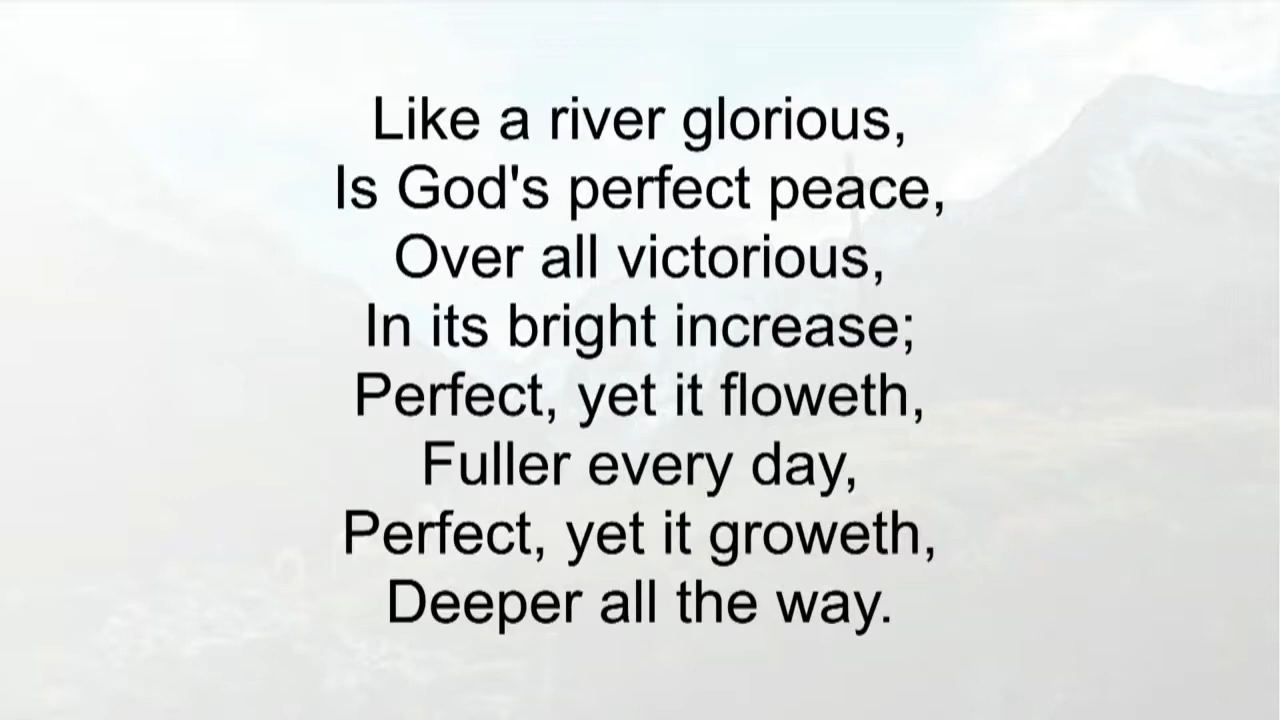 Like a river glorious,
Is God's perfect peace,
Over all victorious,
In its bright increase;
Perfect, yet it floweth,
Fuller every day,
Perfect, yet it groweth,
Deeper all the way.